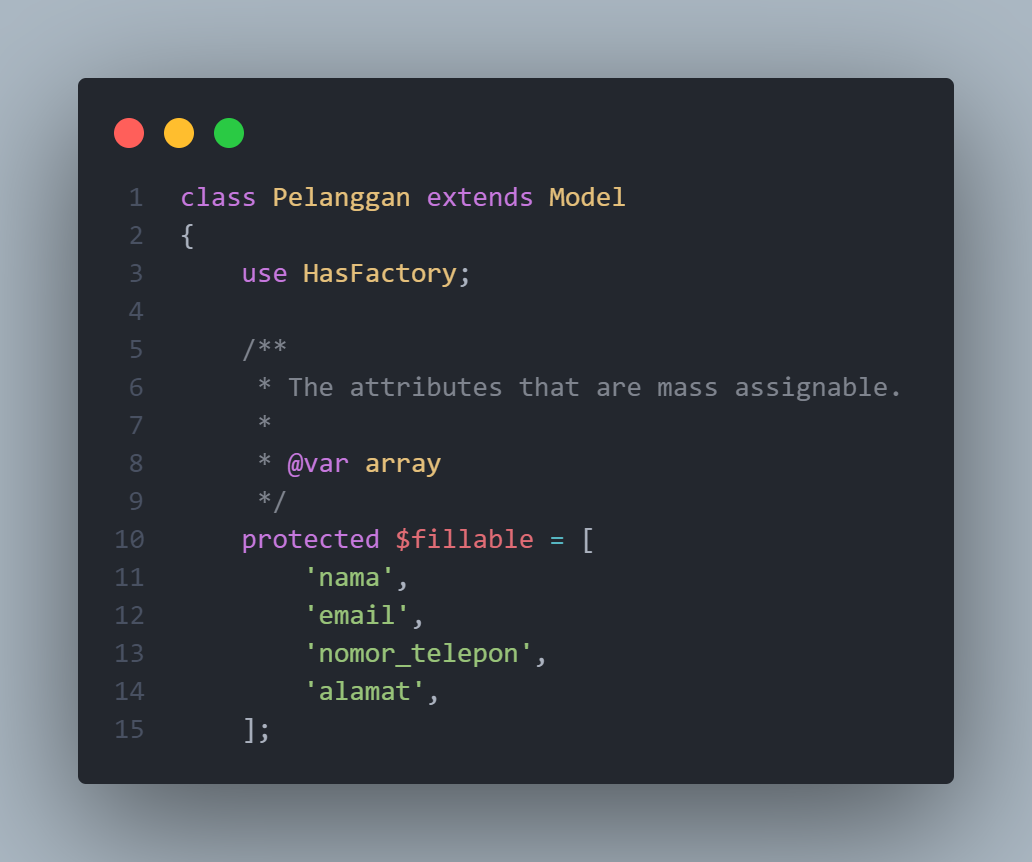 1 class Pelanggan extends Model
2 {
3     use HasFactory;
4
5     /**
6      * The attributes that are mass assignable.
7      *
8      * @var array
9      */
10     protected $fillable = [
11         'nama',
12         'email',
13         'nomor_telepon',
14         'alamat',
15     ];